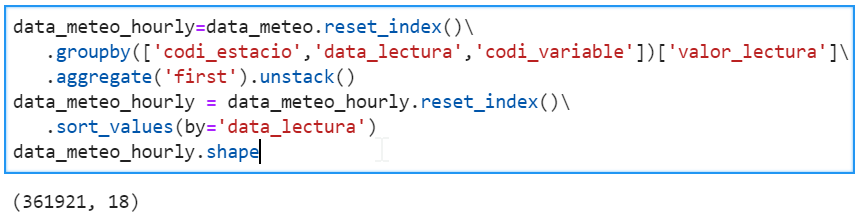 data_meteo_hourly=data_meteo.reset_index()\
.groupby(['codi_estacio','data_lectura','codi_variable'])['valor_lectura']\
.aggregate('first').unstack()
data_meteo_hourly = data_meteo_hourly.reset_index()\
.sort_values(by='data_lectura')
data_meteo_hourly.shape
(361921, 18)